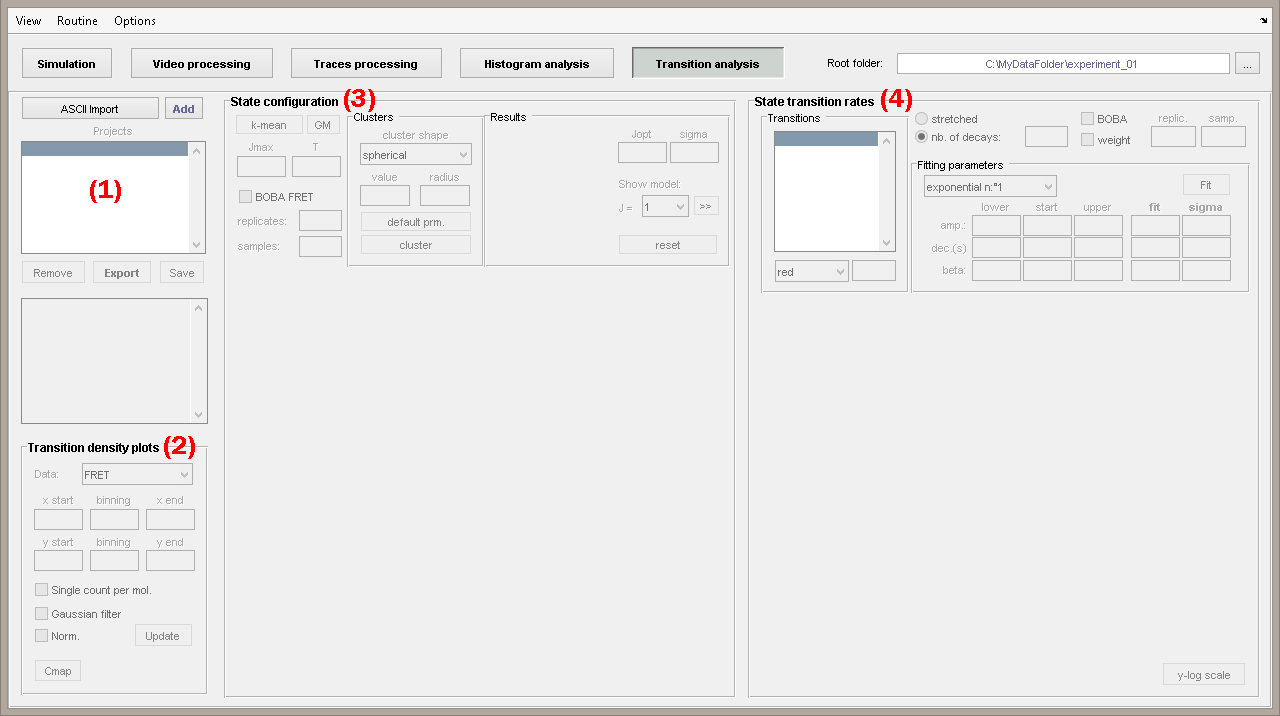 View Routine Options
Simulation Video processing Traces processing Histogram analysis Transition analysis Root folder: C:\MyDataFolder\experiment_01 ...
ASCII Import Add
Projects
(1)
Remove Export Save
Transition density plots (2)
Data: FRET
x start binning x end
y start binning y end
Single count per mol.
Gaussian filter
Norm. Update
Cmap
State configuration (3)
k-mean GM
Jmax T
BOBA FRET
replicates:
samples:
Clusters
cluster shape
spherical
value radius
default prm.
cluster
Results
Jopt sigma
Show model:
J = 1 >>
reset
State transition rates (4)
Transitions
red
stretched
nb. of decays:
BOBA replic. samp.
weight
Fitting parameters
exponential n:°1 Fit
lower start upper fit sigma
amp.:
dec.(s)
beta:
y-log scale